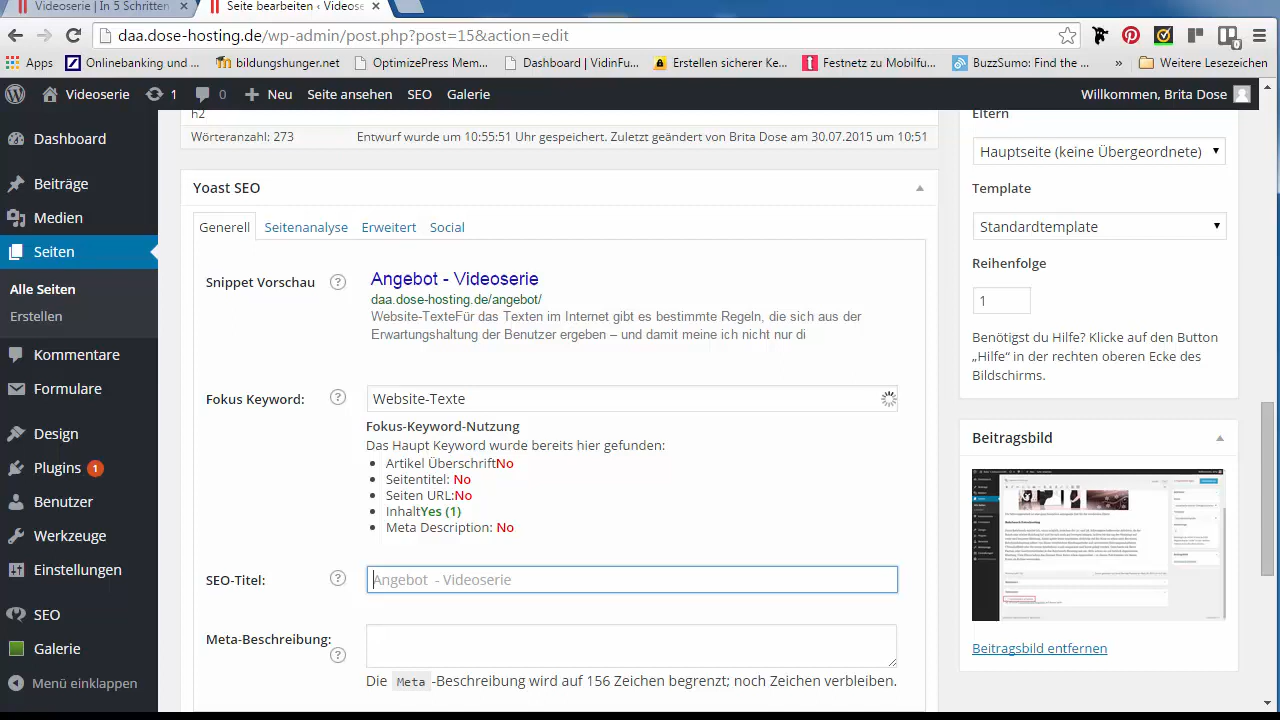 Videoserie | In 5 Schritten
Seite bearbeiten ‹ Videose
daa.dose-hosting.de/wp-admin/post.php?post=15&action=edit
Apps
Onlinebanking und ...
bildungshunger.net
OptimizePress Mem...
Dashboard | VidinFu...
Erstellen sicherer Ke...
Festnetz zu Mobilfu...
BuzzSumo: Find the ...
»
Weitere Lesezeichen
Videoserie
1
0
Neu
Seite ansehen
SEO
Galerie
Willkommen, Brita Dose
Dashboard
Beiträge
Medien
Seiten
Alle Seiten
Erstellen
Kommentare
Formulare
Design
Plugins 1
Benutzer
Werkzeuge
Einstellungen
SEO
Galerie
Menü einklappen
h2
Wörteranzahl: 273
Entwurf wurde um 10:55:51 Uhr gespeichert. Zuletzt geändert von Brita Dose am 30.07.2015 um 10:51
Yoast SEO
Generell
Seitenanalyse
Erweitert
Social
Snippet Vorschau
?
Angebot - Videoserie
daa.dose-hosting.de/angebot/
Website-TexteFür das Texten im Internet gibt es bestimmte Regeln, die sich aus der
Erwartungshaltung der Benutzer ergeben – und damit meine ich nicht nur di
Fokus Keyword:
?
Website-Texte
Fokus-Keyword-Nutzung
Das Haupt Keyword wurde bereits hier gefunden:
Artikel ÜberschriftNo
Seitentitel: No
Seiten URL:No
InhaltYes (1)
Meta Description: No
SEO-Titel:
?
Angebot - Videoserie
Meta-Beschreibung:
?
Die Meta-Beschreibung wird auf 156 Zeichen begrenzt; noch Zeichen verbleiben.
Eltern
Hauptseite (keine Übergeordnete)
Template
Standardtemplate
Reihenfolge
1
Benötigst du Hilfe? Klicke auf den Button
„Hilfe“ in der rechten oberen Ecke des
Bildschirms.
Beitragsbild
Beitragsbild entfernen